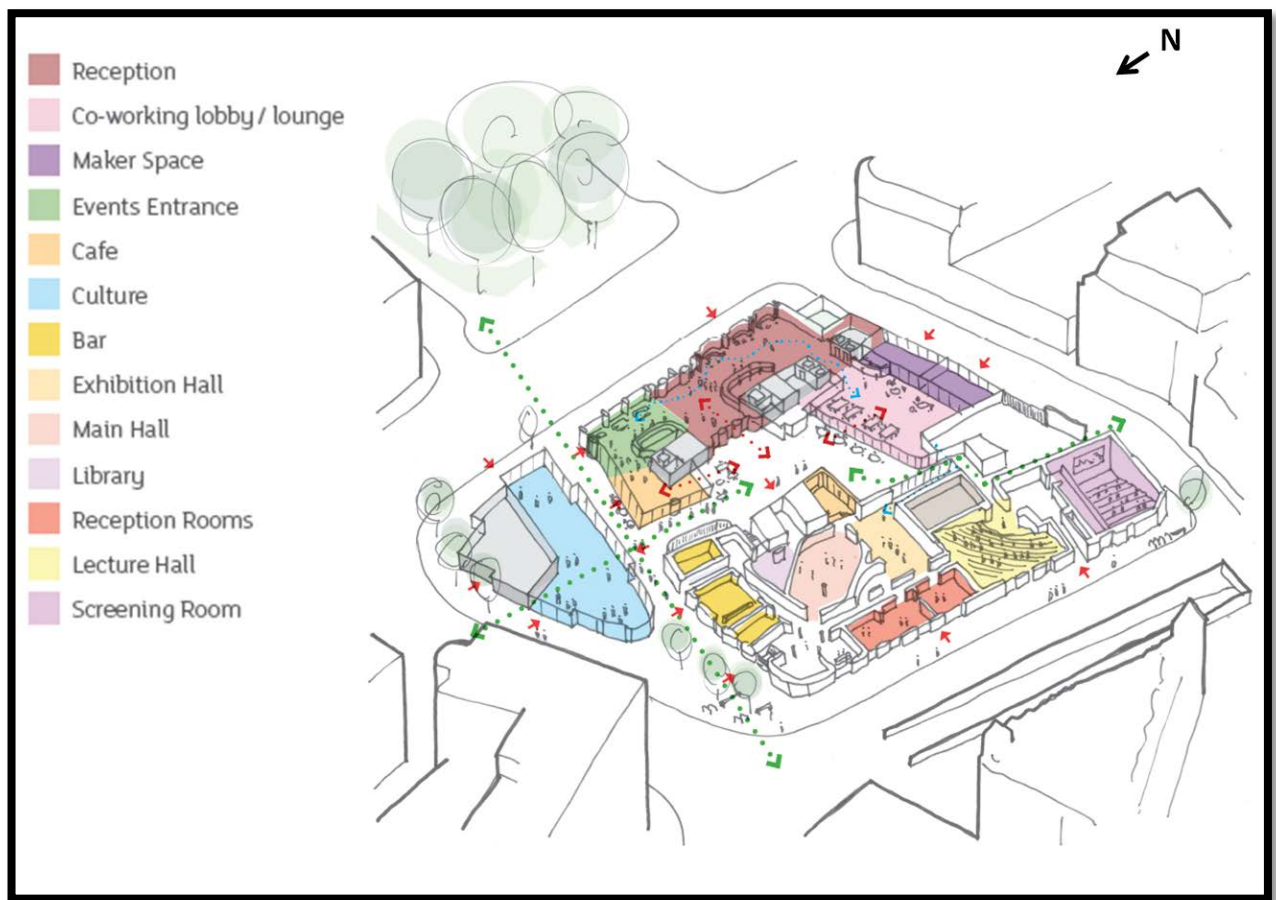 N
Reception
Co-working lobby / lounge
Maker Space
Events Entrance
Cafe
Culture
Bar
Exhibition Hall
Main Hall
Library
Reception Rooms
Lecture Hall
Screening Room